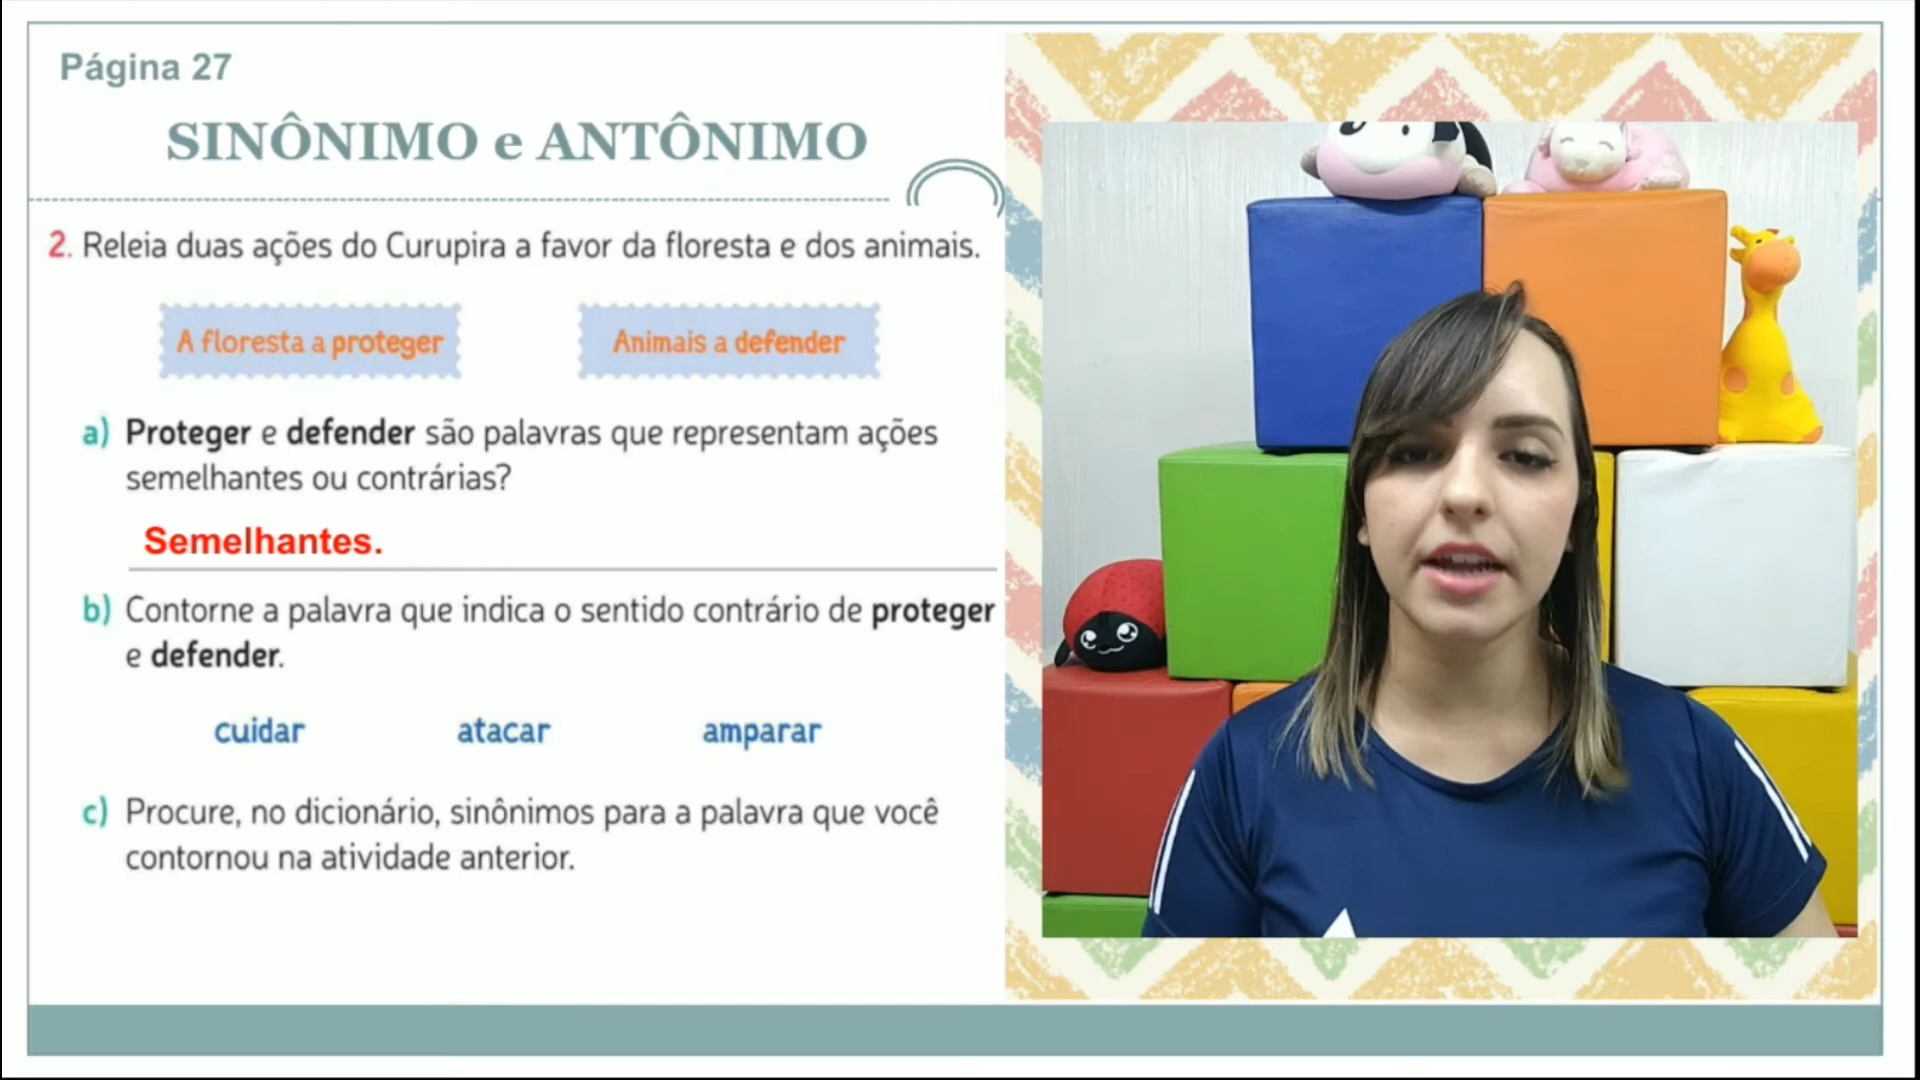 Página 27
SINÔNIMO e ANTÔNIMO
2. Releia duas ações do Curupira a favor da floresta e dos animais.
A floresta a proteger
Animais a defender
a) Proteger e defender são palavras que representam ações
semelhantes ou contrárias?
Semelhantes.
b) Contorne a palavra que indica o sentido contrário de proteger
e defender.
cuidar atacar amparar
c) Procure, no dicionário, sinônimos para a palavra que você
contornou na atividade anterior.